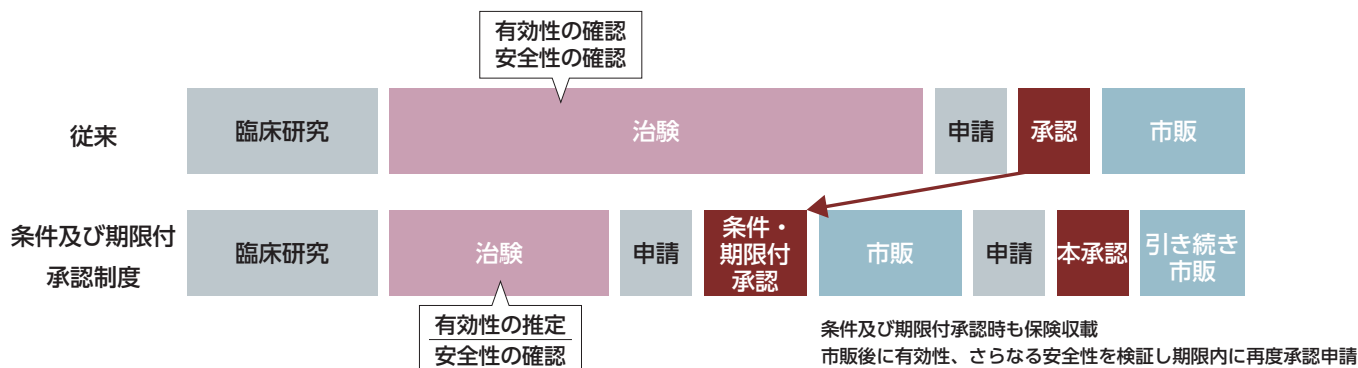 有効性の確認
安全性の確認
従来
臨床研究
治験
申請
承認
市販
条件及び期限付
承認制度
臨床研究
治験
申請
条件・
期限付
承認
市販
申請
本承認
引き続き
市販
有効性の推定
安全性の確認
条件及び期限付承認時も保険収載
市販後に有効性、さらなる安全性を検証し期限内に再度承認申請